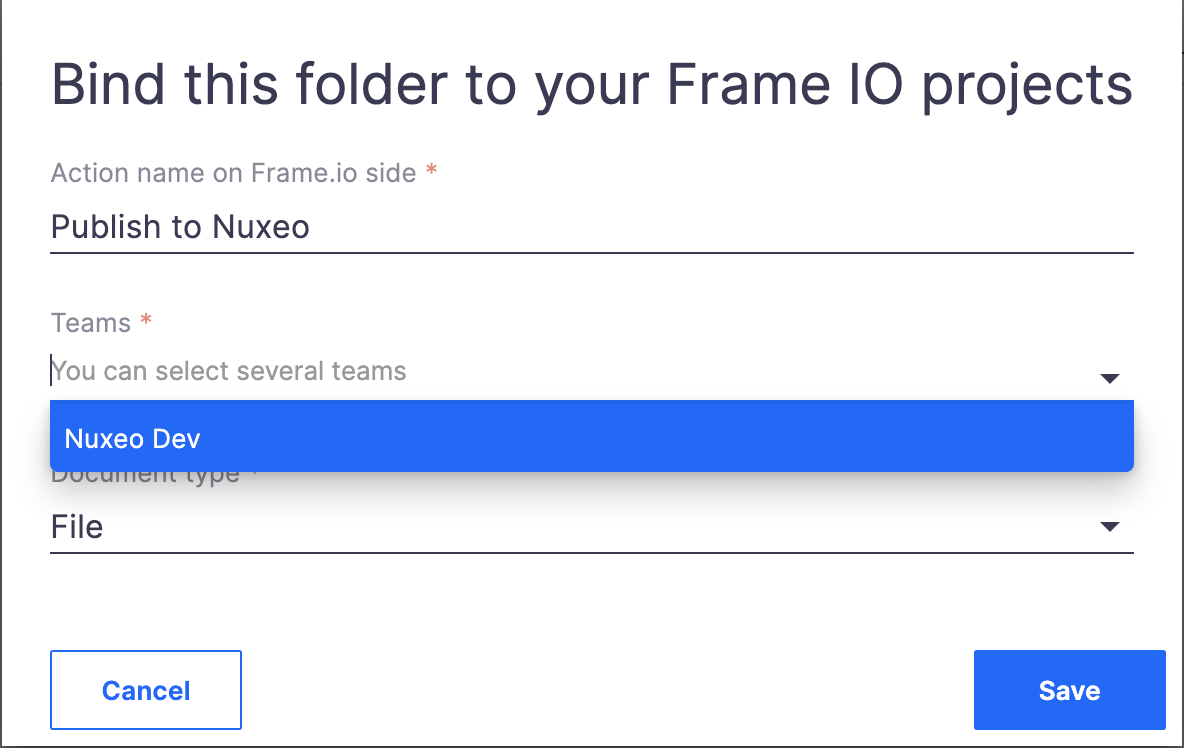 Bind this folder to your Frame IO projects
Action name on Frame.io side *
Publish to Nuxeo
Teams *
You can select several teams
Nuxeo Dev
Document type *
File
Cancel
Save